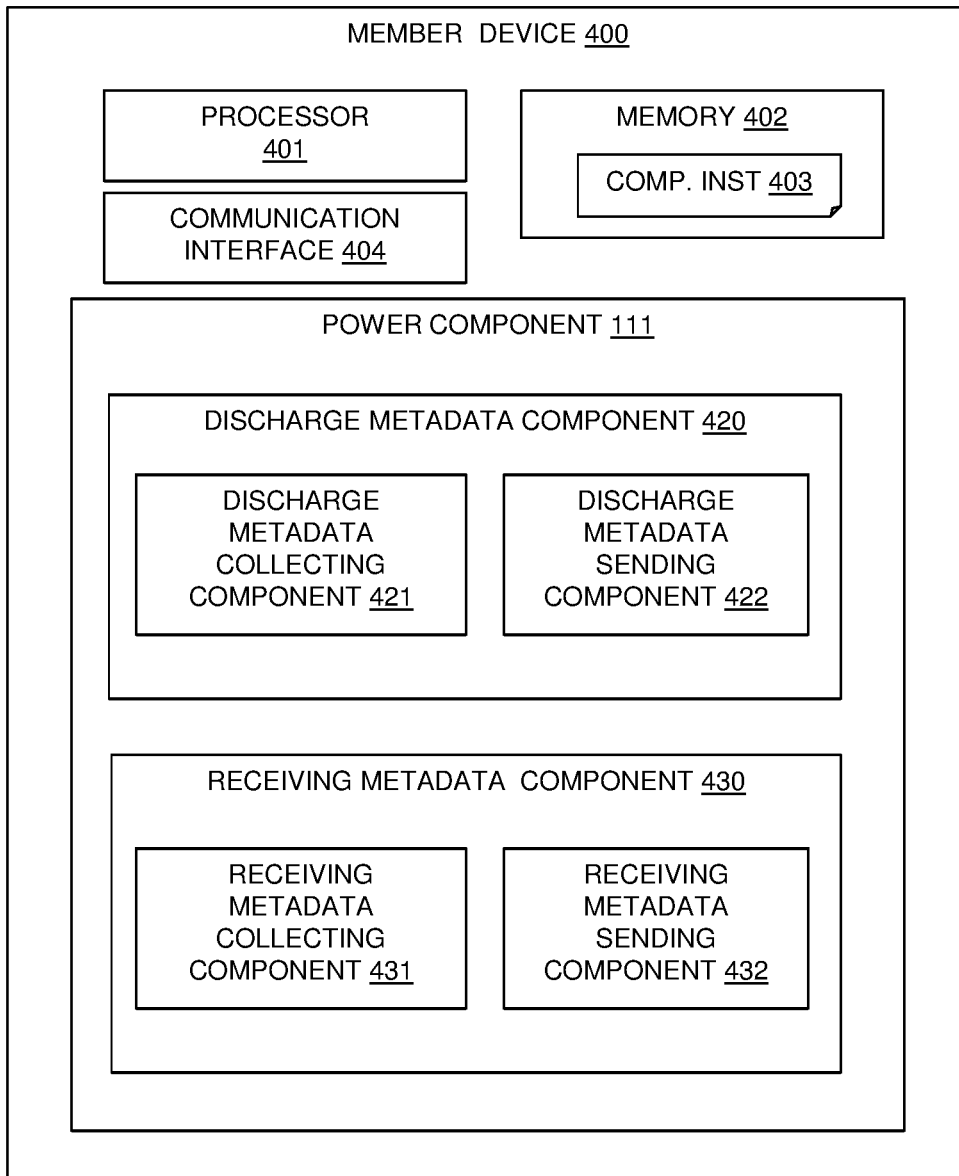 MEMBER DEVICE 400
PROCESSOR
401
MEMORY 402
COMP. INST 403
COMMUNICATION
INTERFACE 404
POWER COMPONENT 111
DISCHARGE METADATA COMPONENT 420
DISCHARGE
METADATA
COLLECTING
COMPONENT 421
DISCHARGE
METADATA
SENDING
COMPONENT 422
RECEIVING METADATA COMPONENT 430
RECEIVING
METADATA
COLLECTING
COMPONENT 431
RECEIVING
METADATA
SENDING
COMPONENT 432